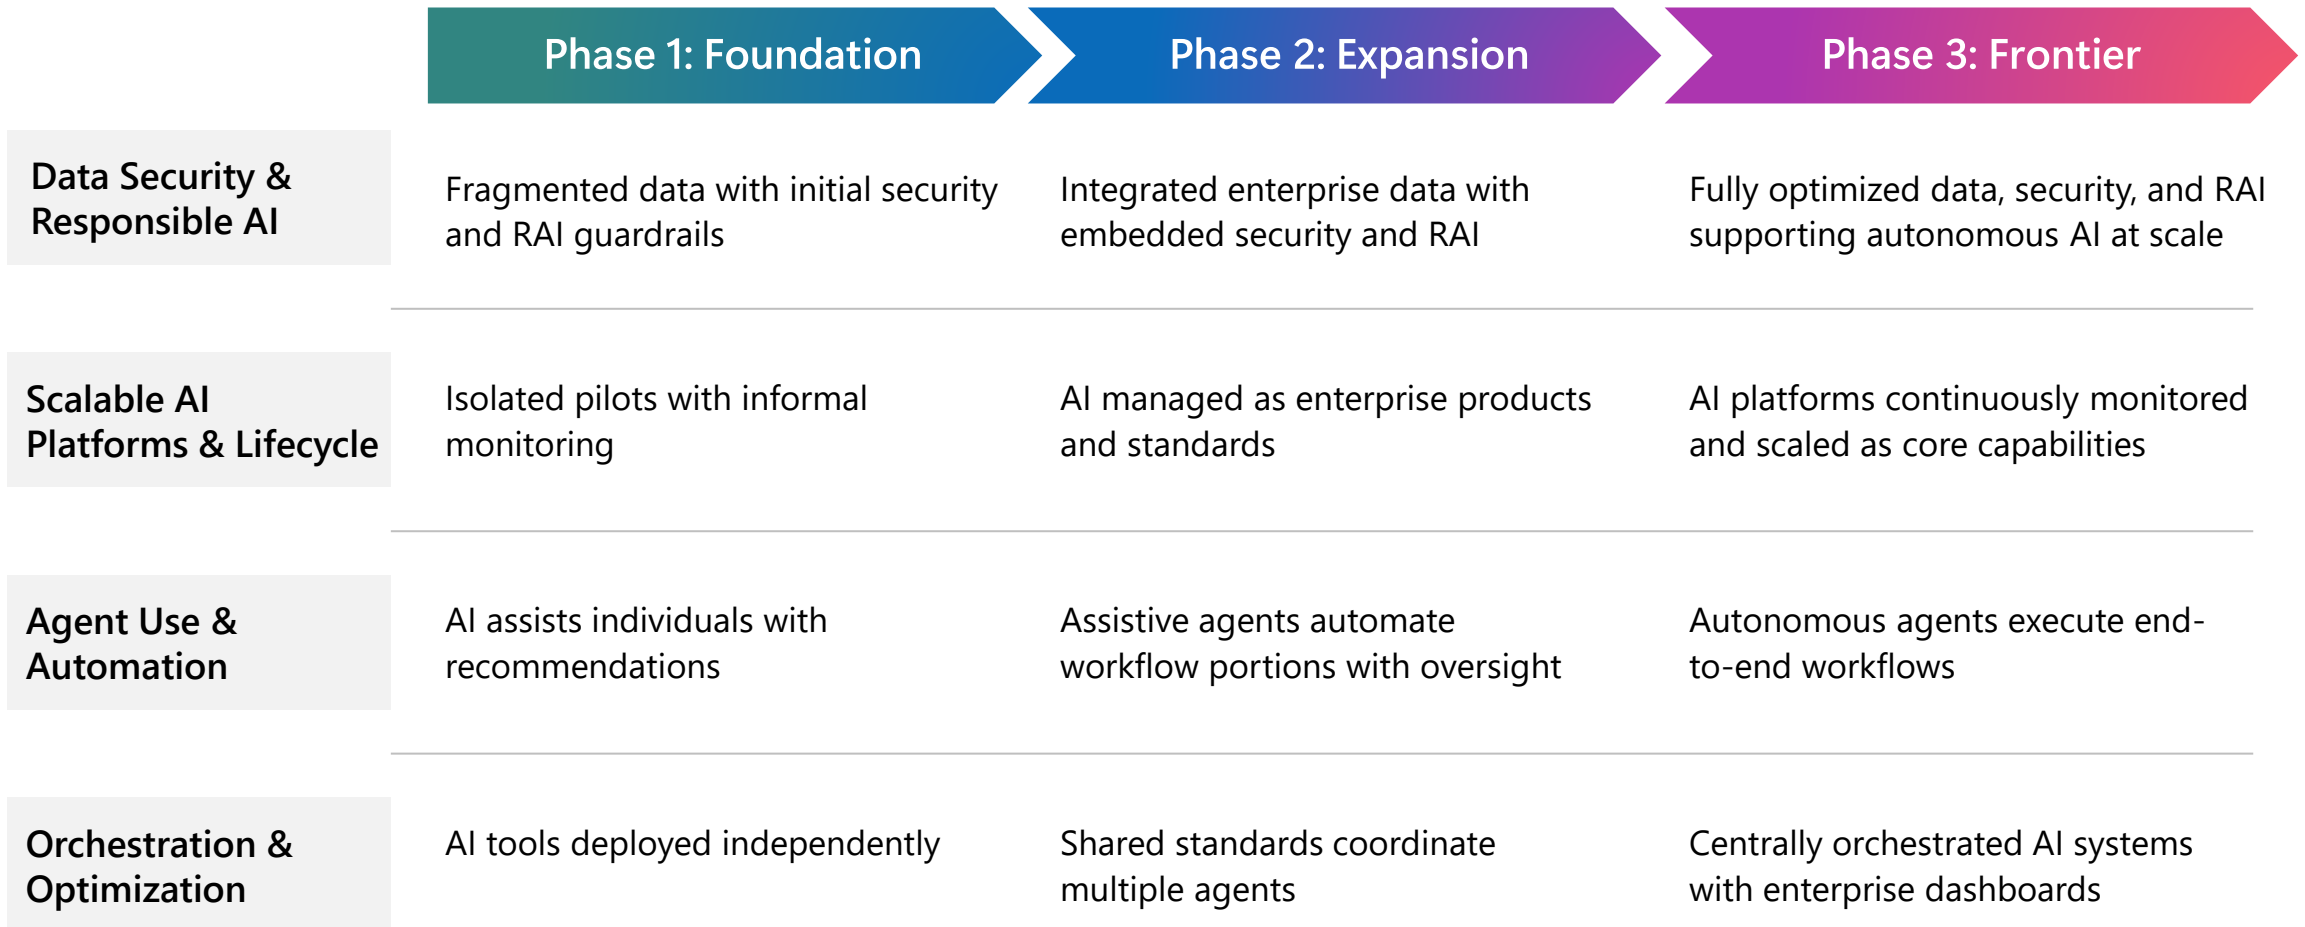 Phase 1: Foundation
Phase 2: Expansion
Phase 3: Frontier
Data Security &
Responsible AI
Fragmented data with initial security
and RAI guardrails
Integrated enterprise data with
embedded security and RAI
Fully optimized data, security, and RAI
supporting autonomous AI at scale
Scalable AI
Platforms & Lifecycle
Isolated pilots with informal
monitoring
AI managed as enterprise products
and standards
AI platforms continuously monitored
and scaled as core capabilities
Agent Use &
Automation
AI assists individuals with
recommendations
Assistive agents automate
workflow portions with oversight
Autonomous agents execute end-
to-end workflows
Orchestration &
Optimization
AI tools deployed independently
Shared standards coordinate
multiple agents
Centrally orchestrated AI systems
with enterprise dashboards